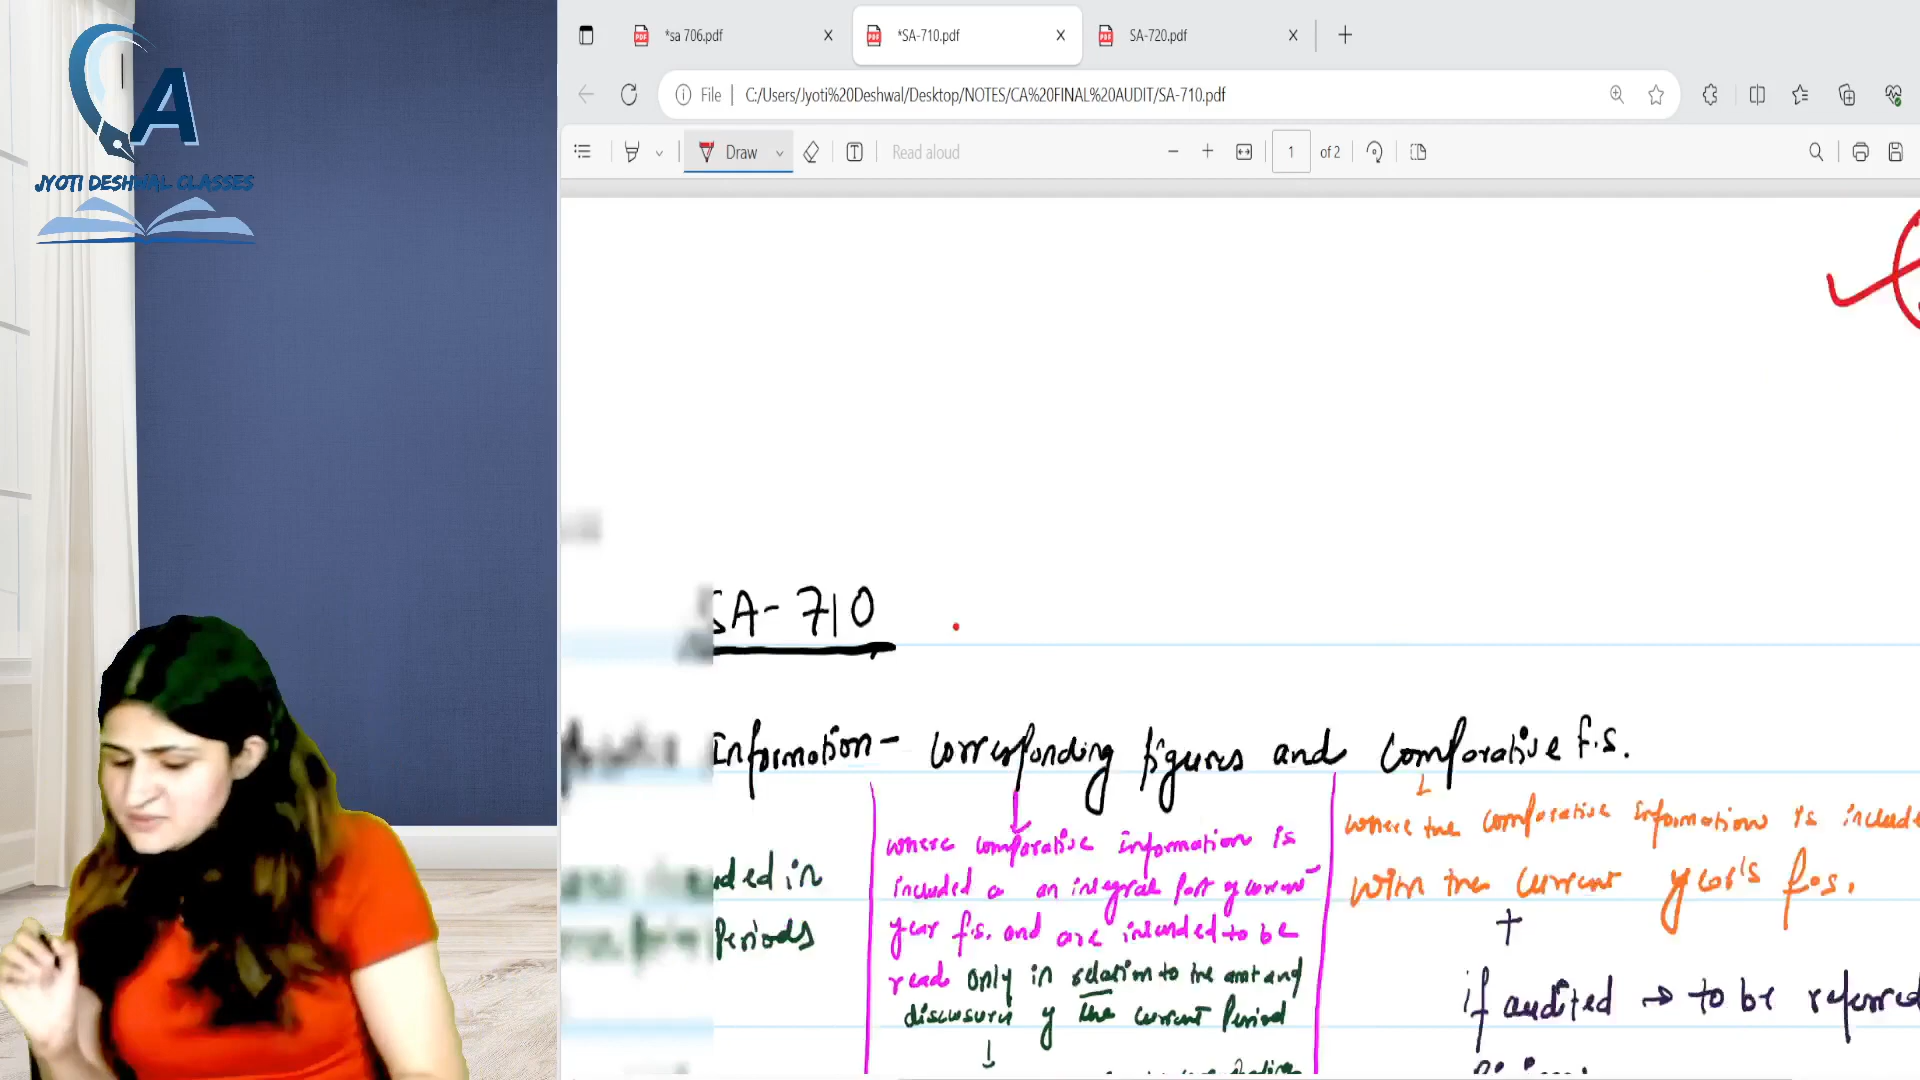 A
JYOTI DESHWAL CLASSES
*sa 706.pdf
*SA-710.pdf
SA-720.pdf
File
C:/Users/Jyoti%20Deshwal/Desktop/NOTES/CA%20FINAL%20AUDIT/SA-710.pdf
Draw
Read aloud
1 of 2
SA-710
Information - corresponding figures and comparative f.s.
ded in
Periods
where comparative information is
included as an integral part of current
year f.s. and are intended to be
read only in relation to the amt and
disclosures of the current Period
where the comparative information is include
with the current year's f.s.
+
if audited → to be referred